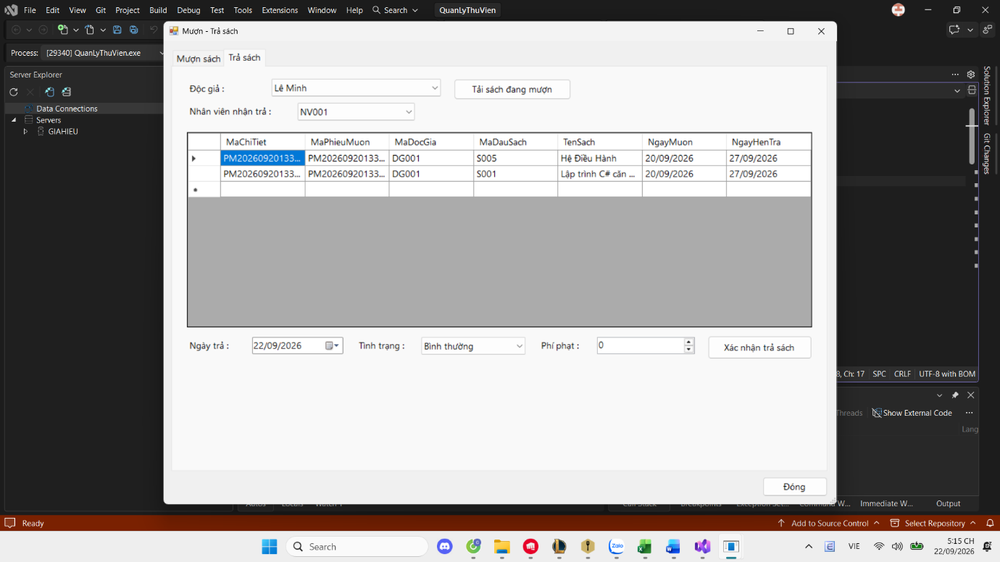 File Edit View Git Project Build Debug Test Tools Extensions Window Help Search QuanLyThuVien
Process: [29340] QuanLyThuVien.exe
Server Explorer
Data Connections
Servers
GIAHIEU
Mượn - Trả sách
Mượn sách Trả sách
Độc giả : Lê Minh Tải sách đang mượn
Nhân viên nhận trả : NV001
MaChiTiet MaPhieuMuon MaDocGia MaDauSach TenSach NgayMuon NgayHenTra
PM20260920133... PM20260920133... DG001 S005 Hệ Điều Hành 20/09/2026 27/09/2026
PM20260920133... PM20260920133... DG001 S001 Lập trình C# căn ... 20/09/2026 27/09/2026
Ngày trả : 22/09/2026 Tình trạng : Bình thường Phí phạt : 0 Xác nhận trả sách
Đóng
Solution Explorer
Git Changes
8, Ch: 17 SPC CRLF UTF-8 with BOM
Threads Show External Code
Lang
Immediate W... Output
Ready Add to Source Control Select Repository
Search
Zalo
VIE
5:15 CH
22/09/2026